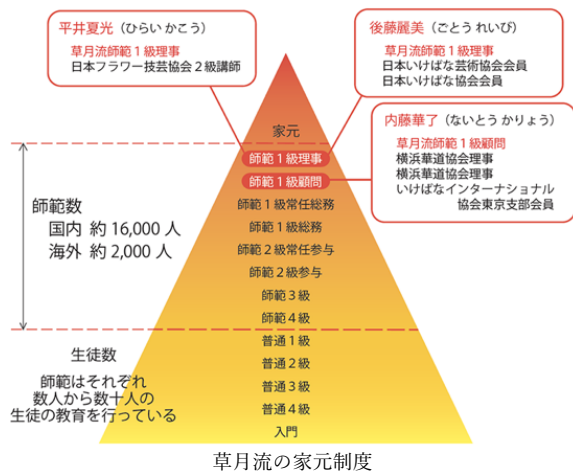 平井夏光（ひらい かこう）
草月流師範１級理事
日本フラワー技芸協会２級講師
後藤麗美（ごとう れいび）
草月流師範１級理事
日本いけばな芸術協会会員
日本いけばな協会会員
内藤華了（ないとう かりょう）
草月流師範１級顧問
横浜華道協会理事
横浜華道協会理事
いけばなインターナショナル
協会東京支部会員
家元
師範１級理事
師範１級顧問
師範１級常任総務
師範１級総務
師範２級常任参与
師範２級参与
師範３級
師範４級
普通１級
普通２級
普通３級
普通４級
入門
師範数
国内 約 16,000 人
海外 約 2,000 人
生徒数
師範はそれぞれ
数人から数十人の
生徒の教育を行っている
草月流の家元制度